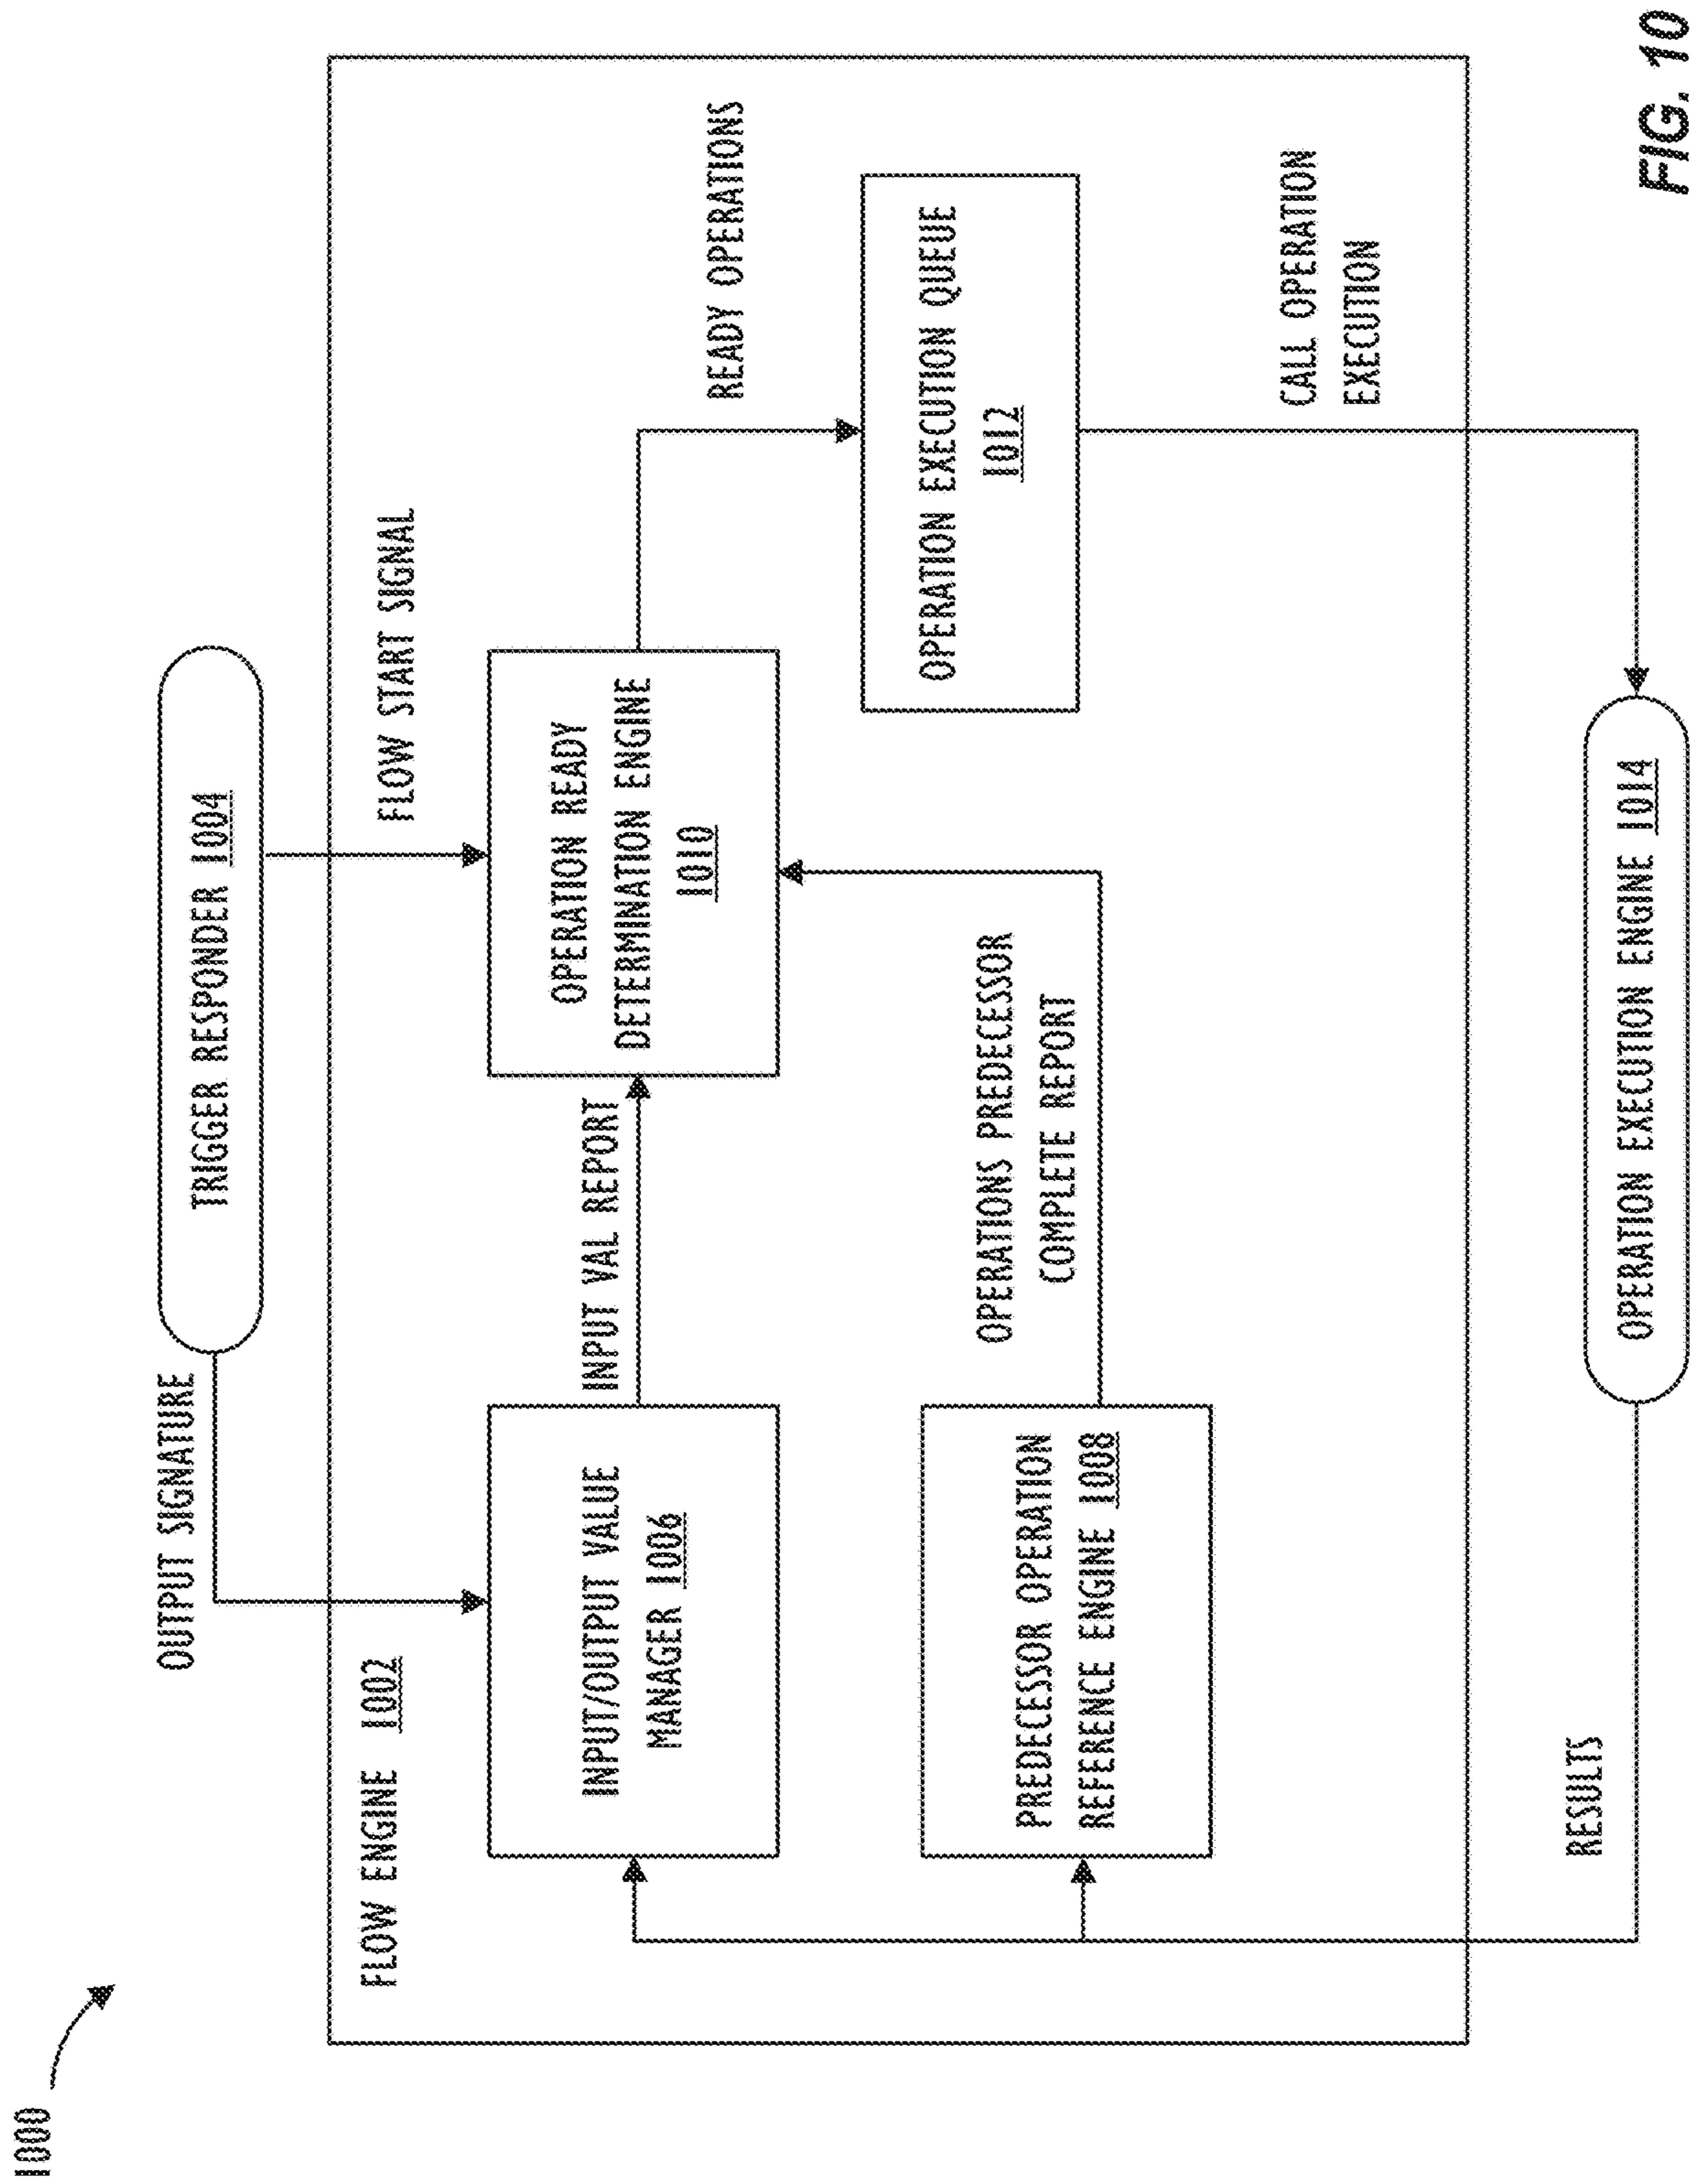 1000
OUTPUT SIGNATURE
TRIGGER RESPONDER 1004
FLOW ENGINE 1002
FLOW START SIGNAL
INPUT/OUTPUT VALUE
MANAGER 1006
INPUT VAL REPORT
OPERATION READY
DETERMINATION ENGINE
1010
READY OPERATIONS
PREDECESSOR OPERATION
REFERENCE ENGINE 1008
OPERATIONS PREDECESSOR
COMPLETE REPORT
OPERATION EXECUTION QUEUE
1012
CALL OPERATION
EXECUTION
RESULTS
OPERATION EXECUTION ENGINE 1014
FIG. 10